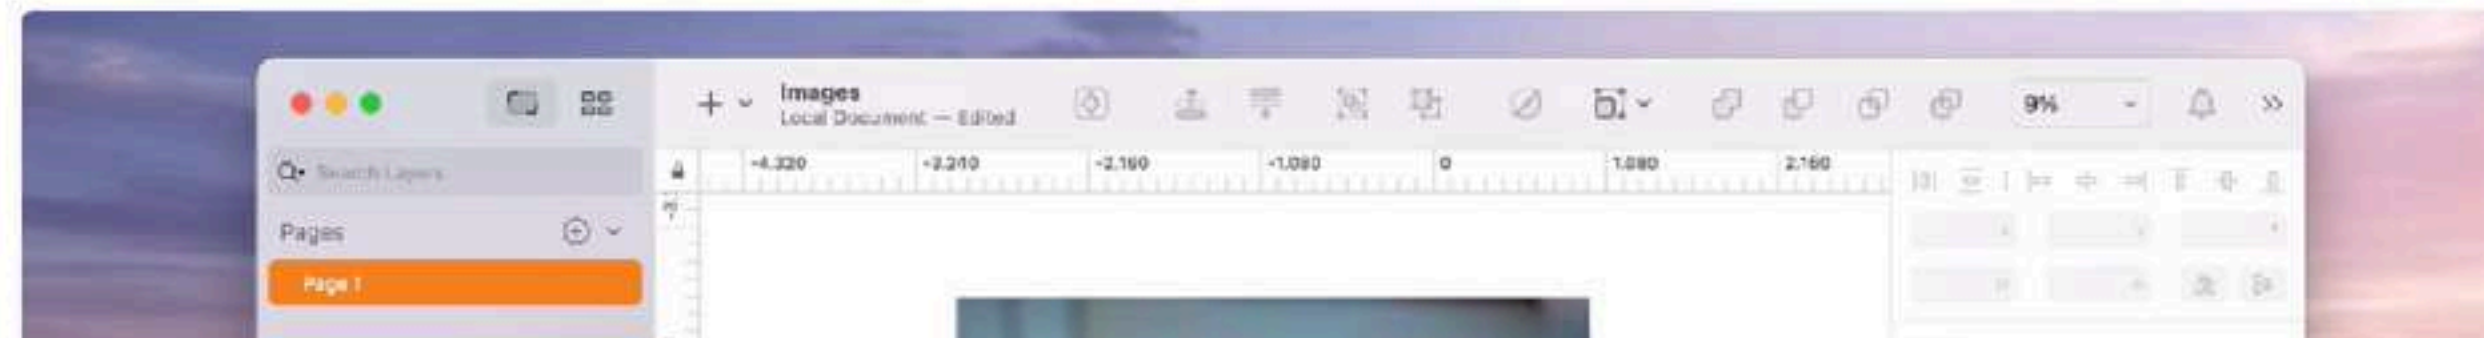 Images
Local Document — Edited
9%
Search Layers
-4.320 -3.240 -2.160 -1.080 0 1.080 2.160
Pages
Page 1